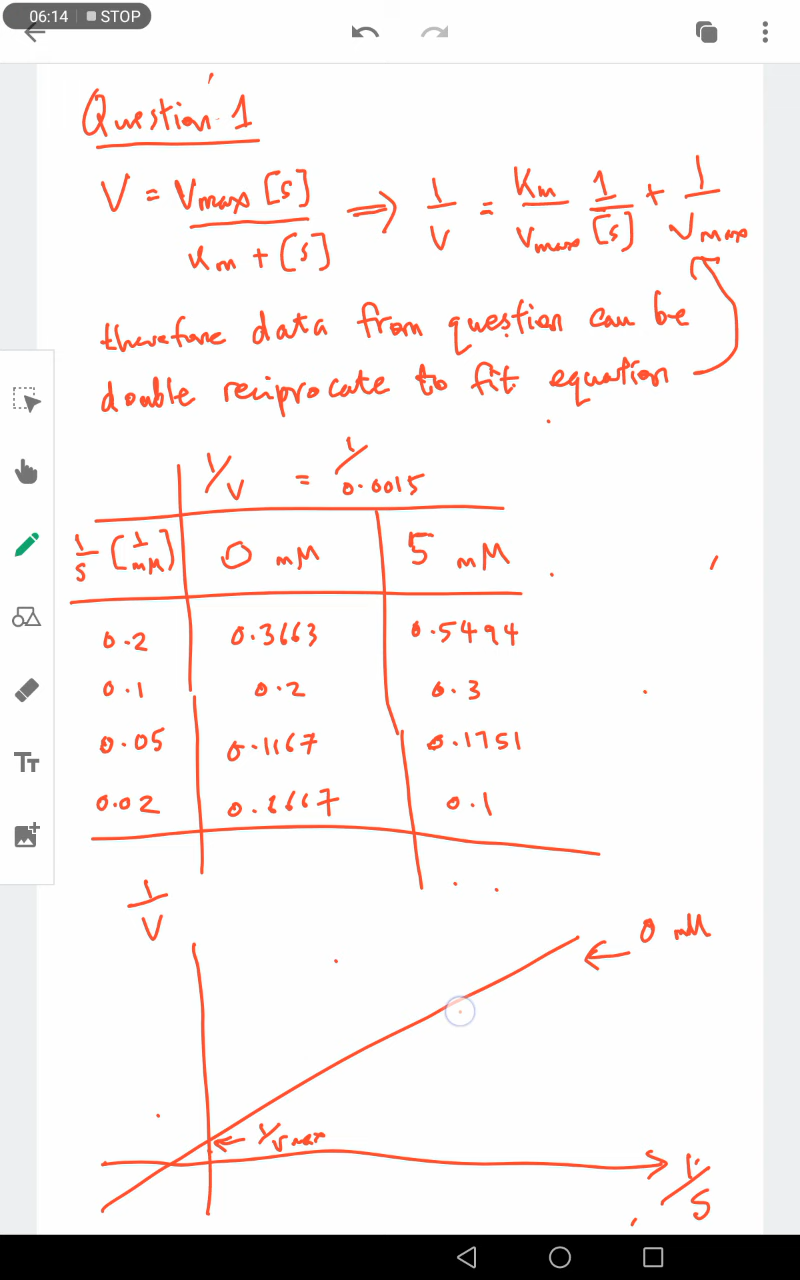 06:14 STOP
Question 1
V = Vmax [s] / Km + [s] ⟹ 1/V = Km/Vmax 1/[s] + 1/Vmax
therefore data from question can be
double reciprocate to fit equation
1/V = 1/0.0015
1/s (1/mM) 0 mM 5 mM
0.2 0.3663 0.5494
0.1 0.2 0.3
0.05 0.1167 0.1751
0.02 0.6667 0.1
1/V
0 mM
1/Vmax
1/S
Tт